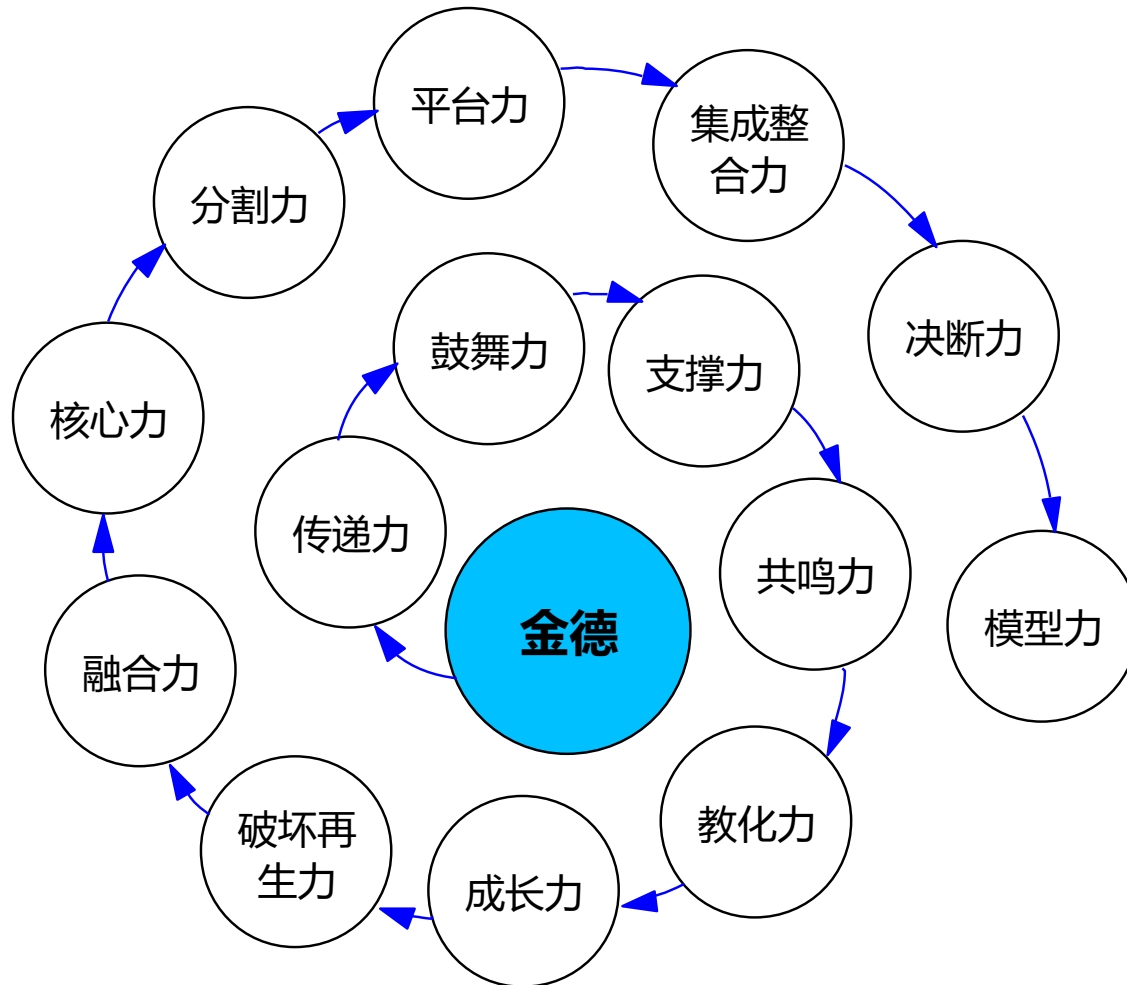 平台力
集成整
合力
分割力
决断力
鼓舞力
支撑力
核心力
传递力
共鸣力
金德
模型力
融合力
教化力
破坏再
生力
成长力